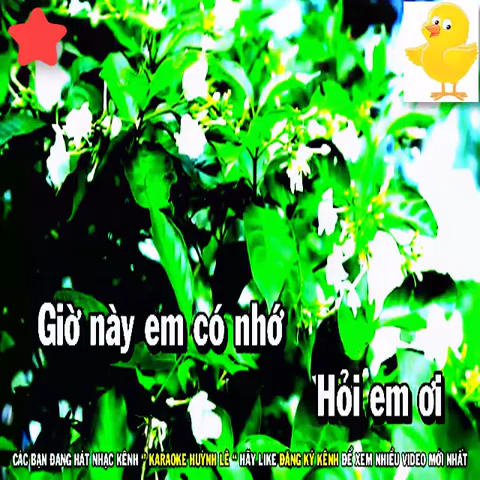 Giờ này em có nhớ
Hỏi em ơi
CÁC BẠN ĐANG HÁT NHẠC KÊNH " KARAOKE HUỲNH LÊ " HÃY LIKE ĐĂNG KÝ KÊNH ĐỂ XEM NHIỀU VIDEO MỚI NHẤT